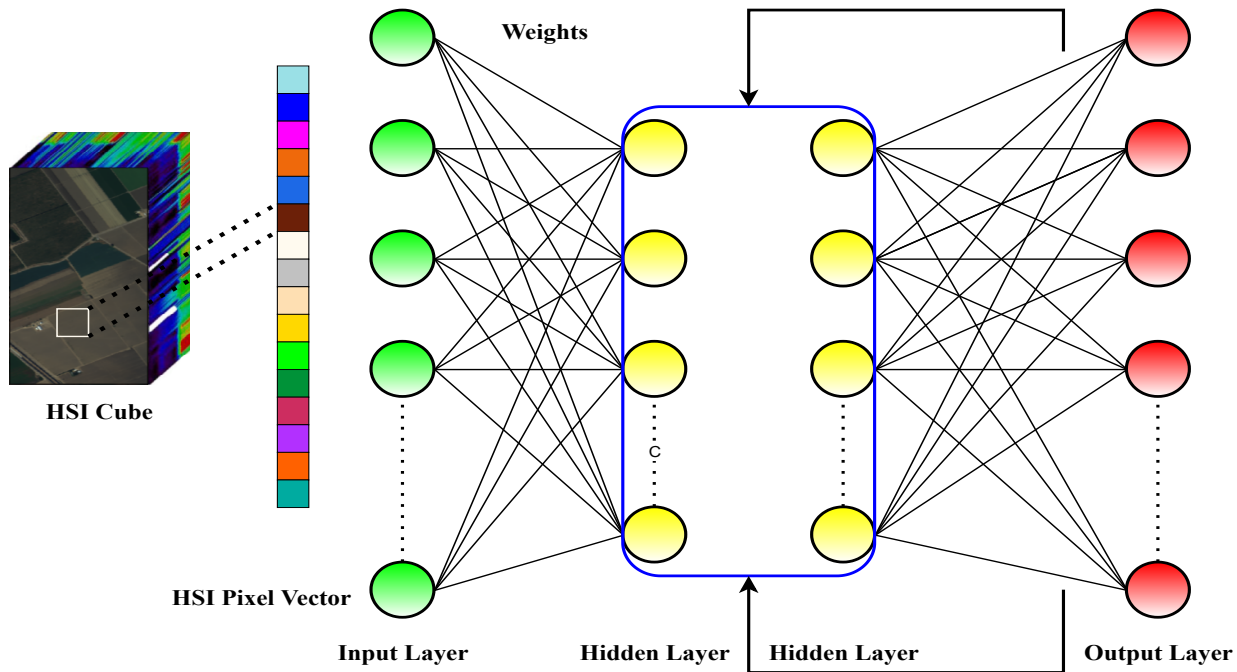 Weights
HSI Cube
C
HSI Pixel Vector
Input Layer
Hidden Layer
Hidden Layer
Output Layer